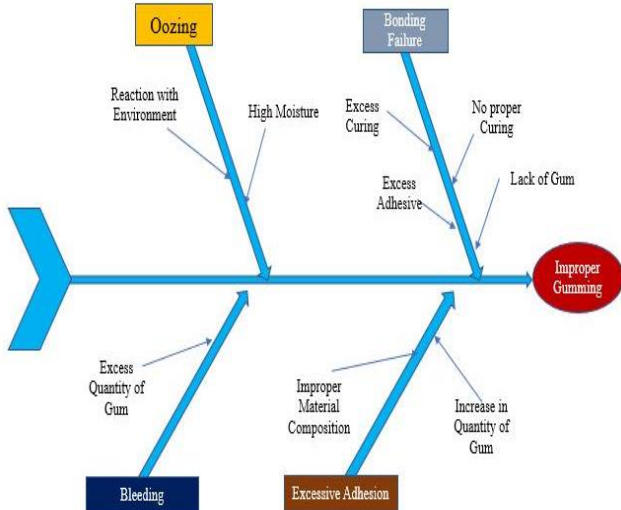 Oozing
Bonding
Failure
Reaction with
Environment
High Moisture
Excess
Curing
No proper
Curing
Excess
Adhesive
Lack of Gum
Improper
Gumming
Excess
Quantity of
Gum
Improper
Material
Composition
Increase in
Quantity of
Gum
Bleeding
Excessive Adhesion